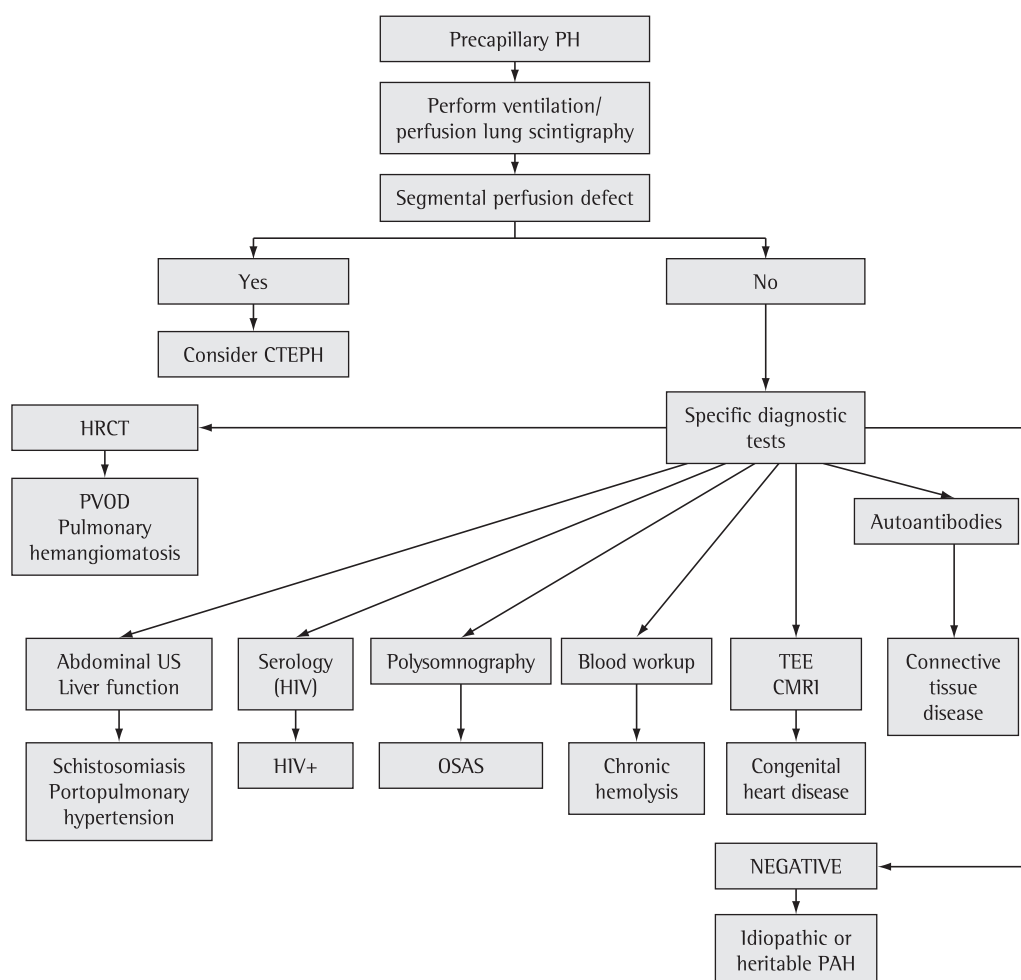 Precapillary PH
Perform ventilation/
perfusion lung scintigraphy
Segmental perfusion defect
Yes
No
Consider CTEPH
HRCT
Specific diagnostic
tests
PVOD
Pulmonary
hemangiomatosis
Autoantibodies
Abdominal US
Liver function
Serology
(HIV)
Polysomnography
Blood workup
TEE
CMRI
Connective
tissue
disease
Schistosomiasis
Portopulmonary
hypertension
HIV+
OSAS
Chronic
hemolysis
Congenital
heart disease
NEGATIVE
Idiopathic or
heritable PAH